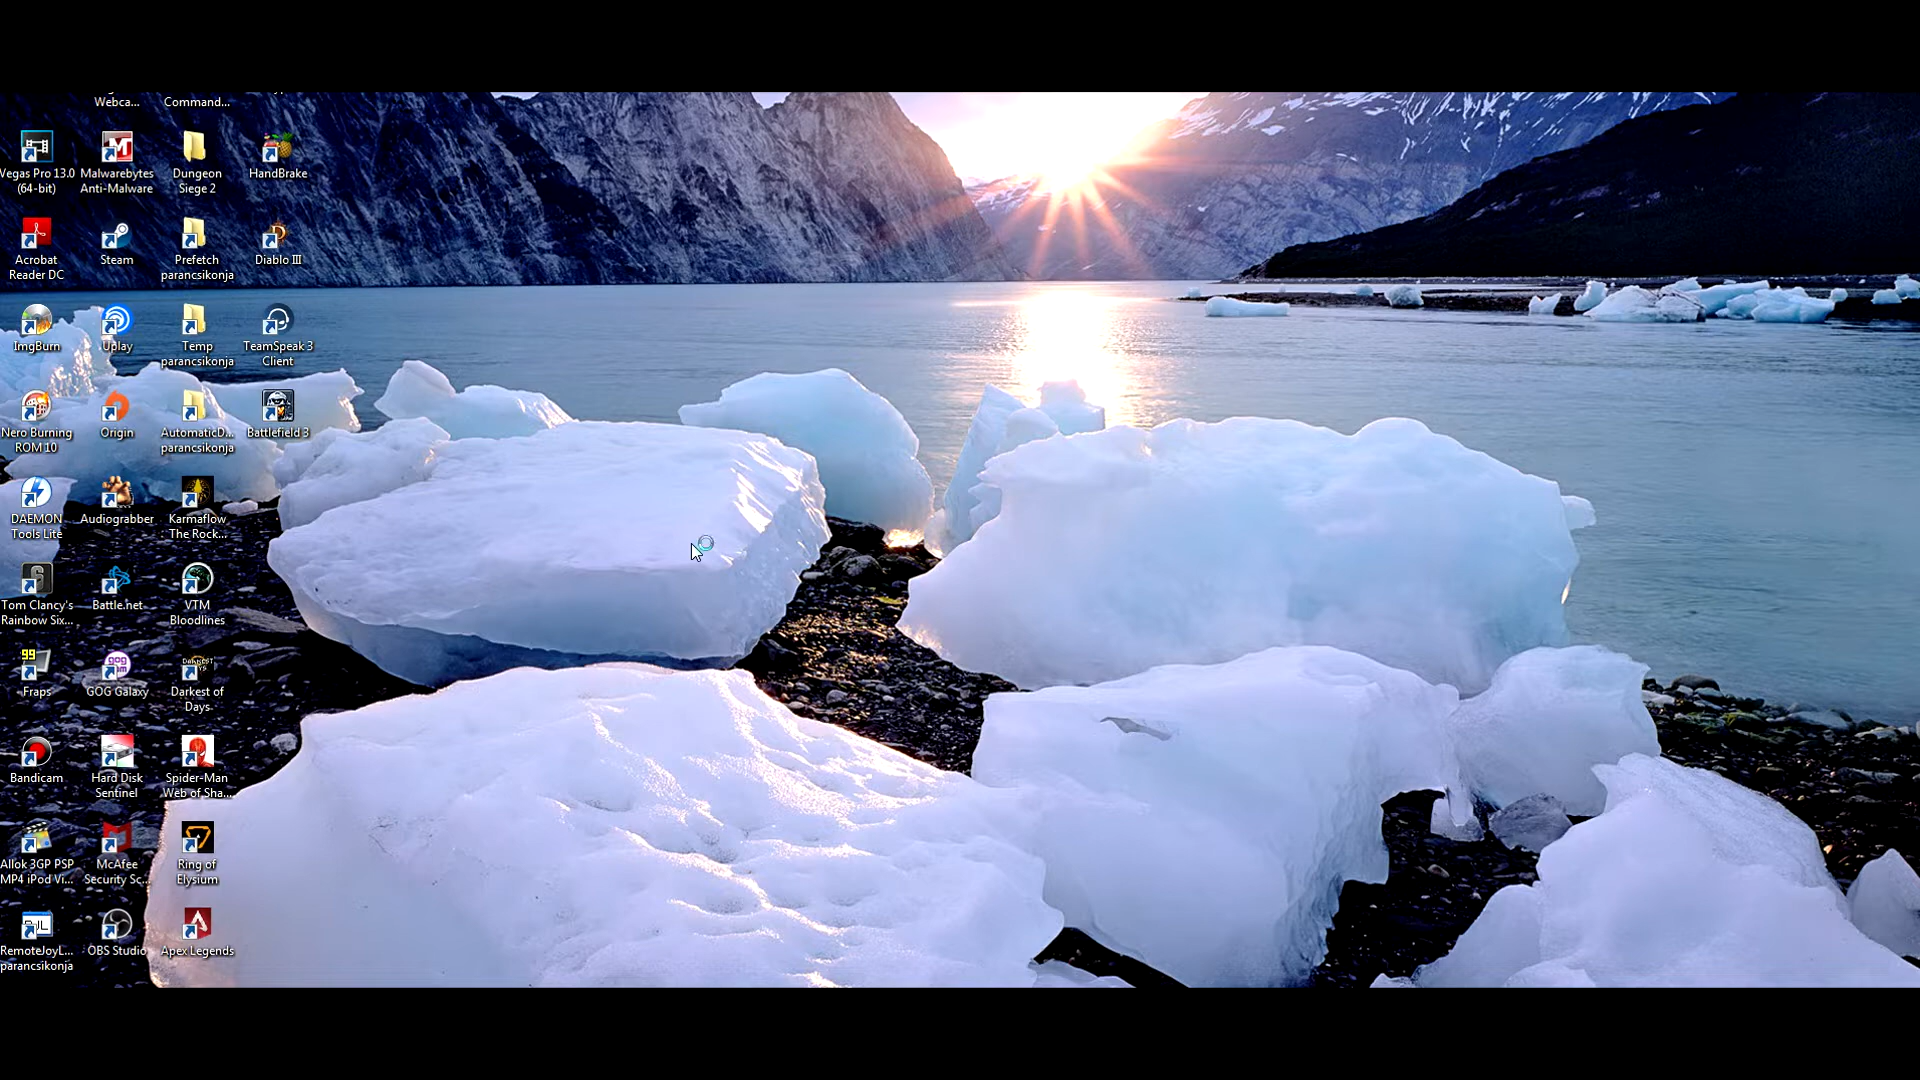 Webca...
Command...
Vegas Pro 13.0
(64-bit)
Malwarebytes
Anti-Malware
Dungeon
Siege 2
HandBrake
Acrobat
Reader DC
Steam
Prefetch
parancsikonja
Diablo III
ImgBurn
Uplay
Temp
parancsikonja
TeamSpeak 3
Client
Nero Burning
ROM 10
Origin
AutomaticD...
parancsikonja
Battlefield 3
DAEMON
Tools Lite
Audiograbber
Karmaflow
The Rock...
Tom Clancy's
Rainbow Six...
Battle.net
VTM
Bloodlines
99
Fraps
gog
com
GOG Galaxy
DARKEST
Darkest of
Days
Bandicam
Hard Disk
Sentinel
Spider-Man
Web of Sha...
Allok 3GP PSP
MP4 iPod Vi...
McAfee
Security Sc...
Ring of
Elysium
RemoteJoyL...
parancsikonja
OBS Studio
Apex Legends